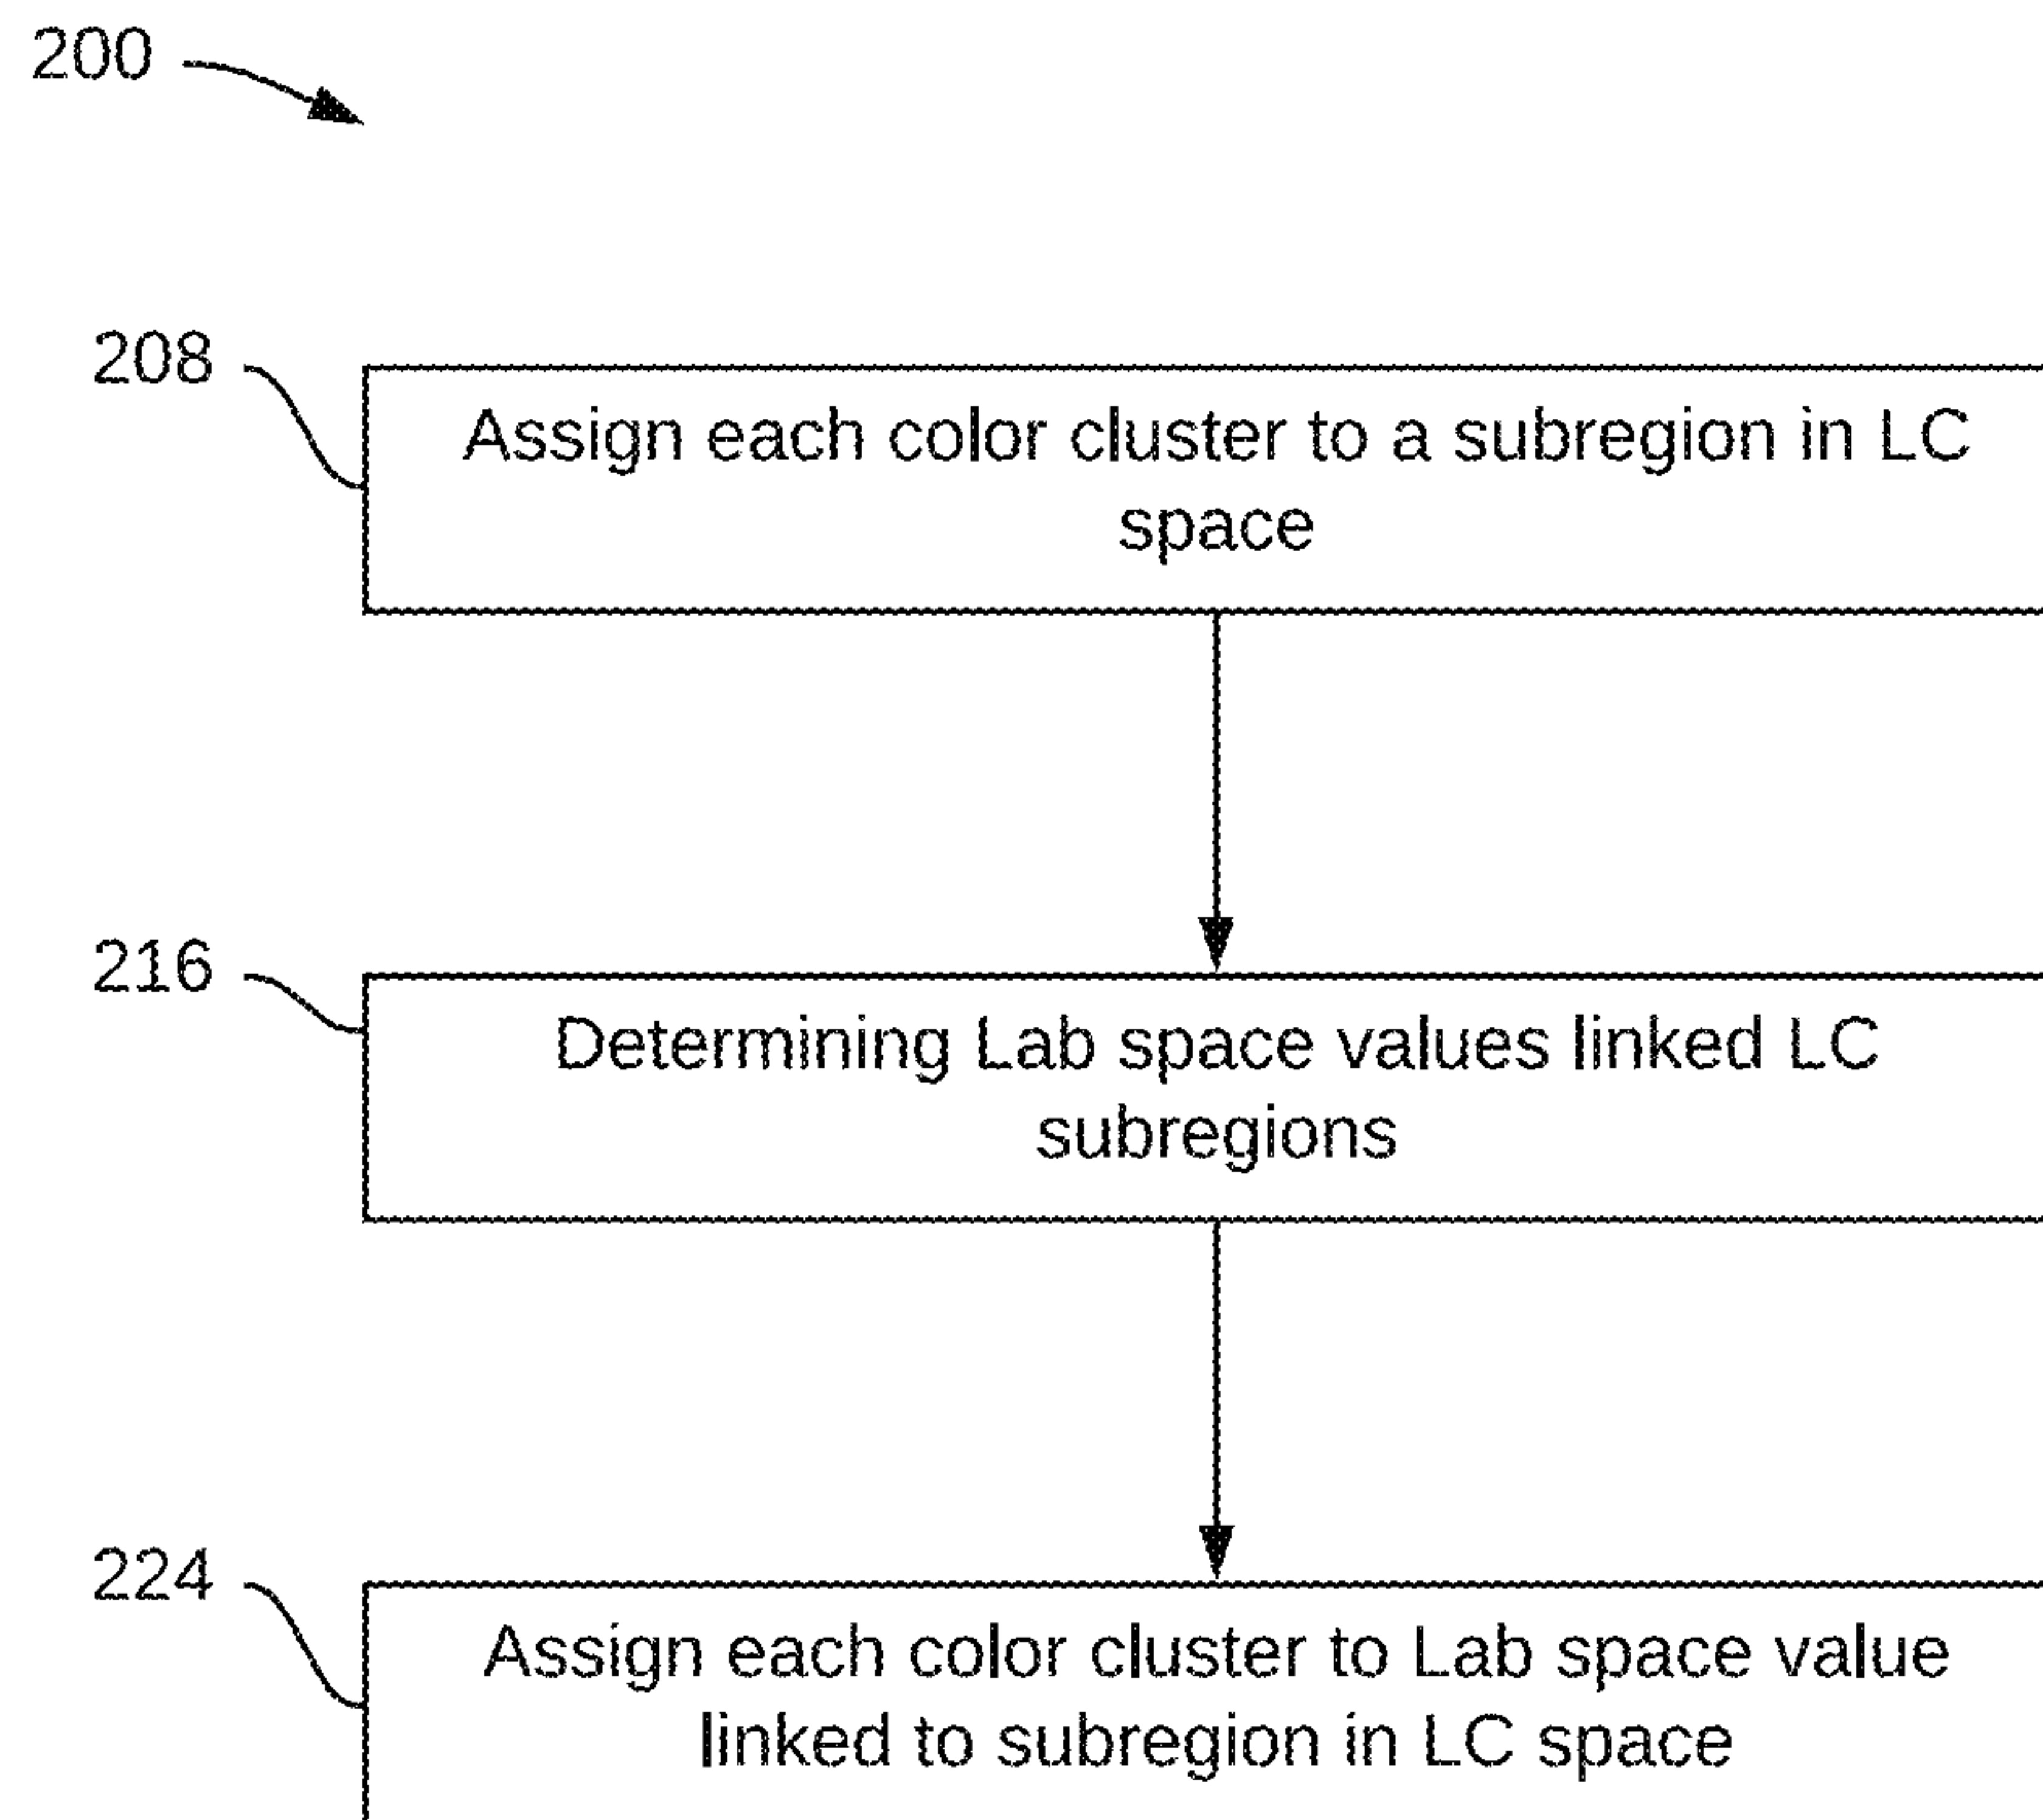 200
208
Assign each color cluster to a subregion in LC
space
216
Determining Lab space values linked LC
subregions
224
Assign each color cluster to Lab space value
linked to subregion in LC space